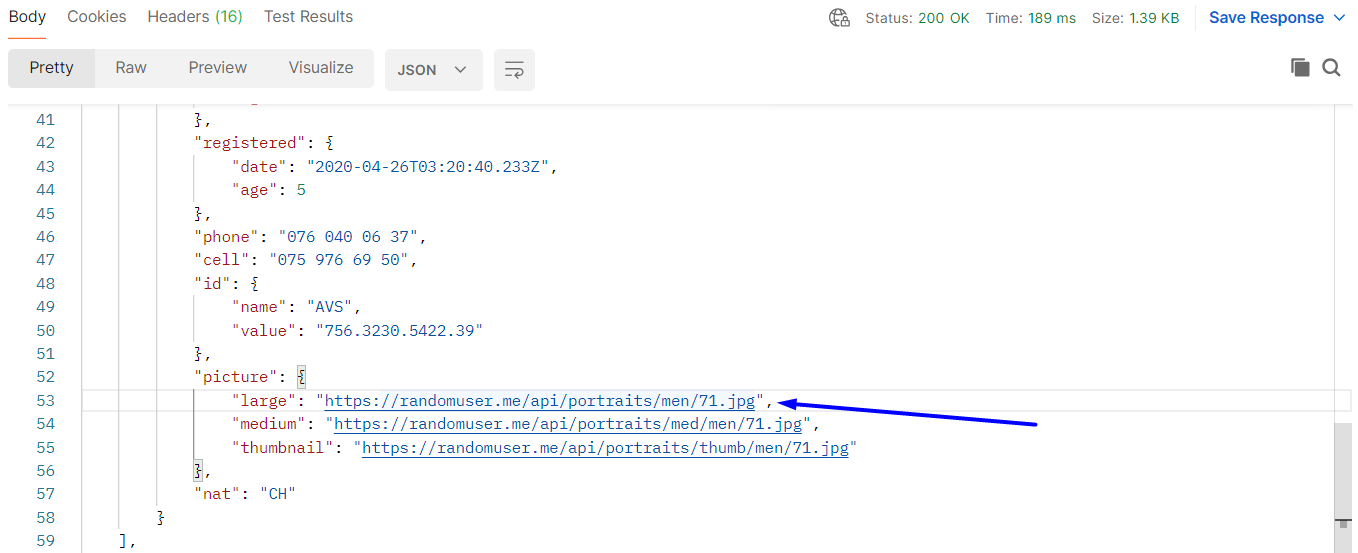 Body Cookies Headers (16) Test Results Status: 200 OK Time: 189 ms Size: 1.39 KB Save Response
Pretty Raw Preview Visualize JSON
41 },
42 "registered": {
43 "date": "2020-04-26T03:20:40.233Z",
44 "age": 5
45 },
46 "phone": "076 040 06 37",
47 "cell": "075 976 69 50",
48 "id": {
49 "name": "AVS",
50 "value": "756.3230.5422.39"
51 },
52 "picture": {
53 "large": "https://randomuser.me/api/portraits/men/71.jpg",
54 "medium": "https://randomuser.me/api/portraits/med/men/71.jpg",
55 "thumbnail": "https://randomuser.me/api/portraits/thumb/men/71.jpg"
56 },
57 "nat": "CH"
58 }
59 ],